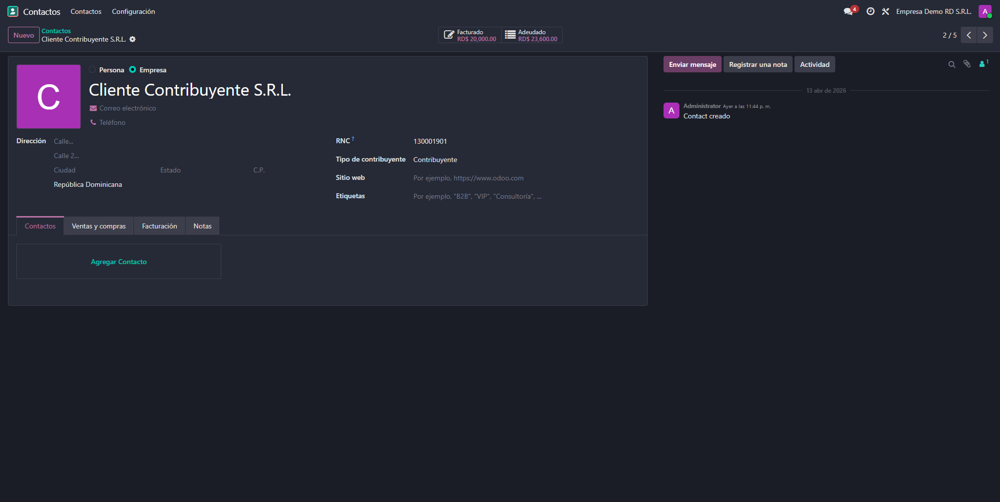 Contactos Contactos Configuración 4 Empresa Demo RD S.R.L. A
Nuevo
Contactos
Cliente Contribuyente S.R.L.
Facturado
RD$ 20,000.00
Adeudado
RD$ 23,600.00
2 / 5
C
Persona Empresa
Cliente Contribuyente S.R.L.
Correo electrónico
Teléfono
Dirección Calle...
Calle 2...
Ciudad Estado C.P.
República Dominicana
RNC ? 130001901
Tipo de contribuyente Contribuyente
Sitio web Por ejemplo, https://www.odoo.com
Etiquetas Por ejemplo, "B2B", "VIP", "Consultoría", ...
Contactos Ventas y compras Facturación Notas
Agregar Contacto
Enviar mensaje Registrar una nota Actividad 1
13 abr de 2026
A
Administrator Ayer a las 11:44 p. m.
Contact creado